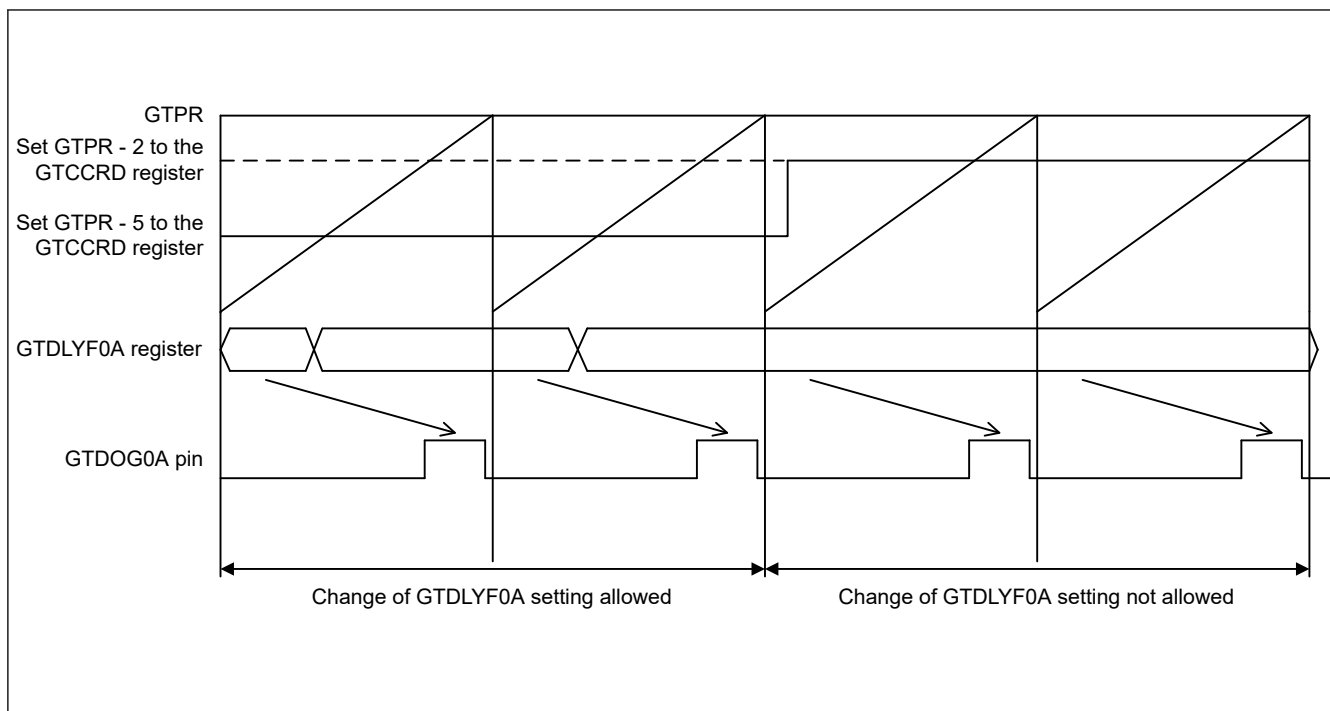 GTPR
Set GTPR - 2 to the
GTCCRD register
Set GTPR - 5 to the
GTCCRD register
GTDLYF0A register
GTDOG0A pin
Change of GTDLYF0A setting allowed
Change of GTDLYF0A setting not allowed